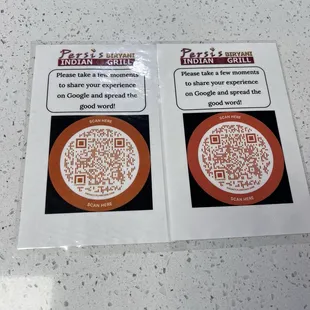 Persis BIRYANI
INDIAN GRILL
Please take a few moments
to share your experience
on Google and spread the
good word!
SCAN HERE
SCAN HERE
Persis BIRYANI
INDIAN GRILL
Please take a few moments
to share your experience
on Google and spread the
good word!
SCAN HERE
SCAN HERE